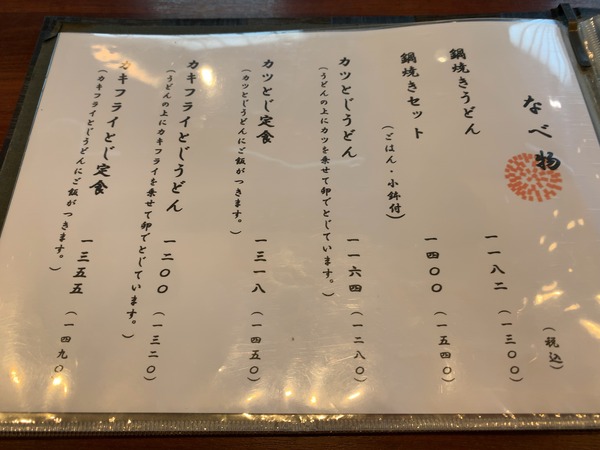 なべ物
(税込)
鍋焼きうどん 一一八二 (一三〇〇)
鍋焼きセット 一四〇〇 (一五四〇)
(ごはん・小鉢付)
カツとじうどん 一一六四 (一二八〇)
(うどんの上にカツを乗せて卵でとじています。)
カツとじ定食 一三一八 (一四五〇)
(カツとじうどんにご飯がつきます。)
カキフライとじうどん 一二〇〇 (一三二〇)
(うどんの上にカキフライを乗せて卵でとじています。)
カキフライとじ定食 一三五五 (一四九〇)
(カキフライとじうどんにご飯がつきます。)